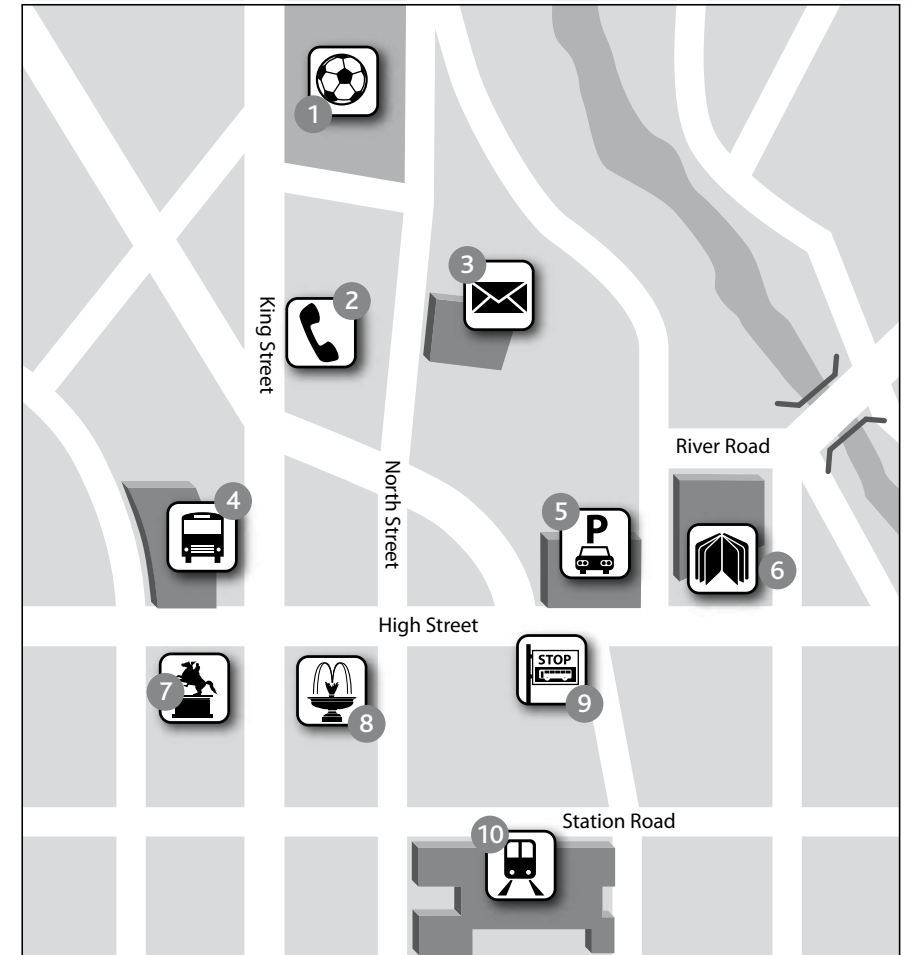 1
3
2
King Street
River Road
North Street
4
5
P
6
High Street
STOP
7
8
9
Station Road
10